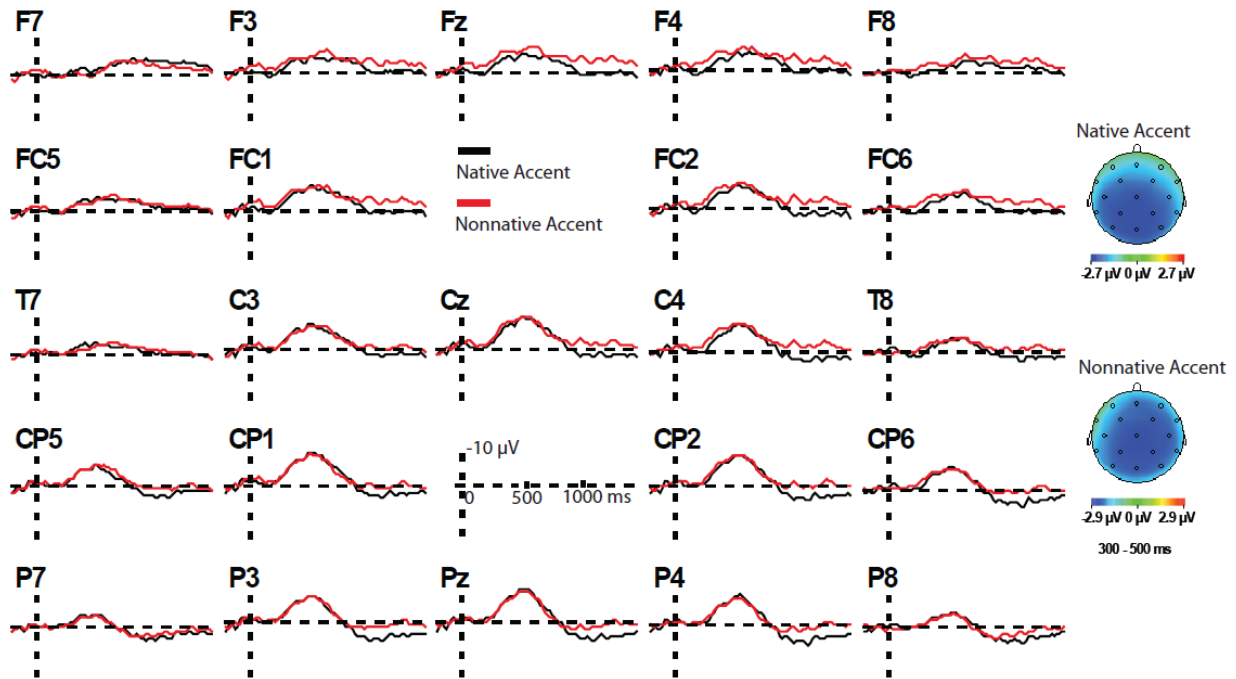 F7 F3 Fz F4 F8
Native Accent
FC5 FC1 FC2 FC6
Native Accent
Nonnative Accent
-2.7 µV 0 µV 2.7 µV
T7 C3 Cz C4 T8
Nonnative Accent
CP5 CP1 CP2 CP6
-10 µV
0 500 1000 ms
-2.9 µV 0 µV 2.9 µV
300 - 500 ms
P7 P3 Pz P4 P8